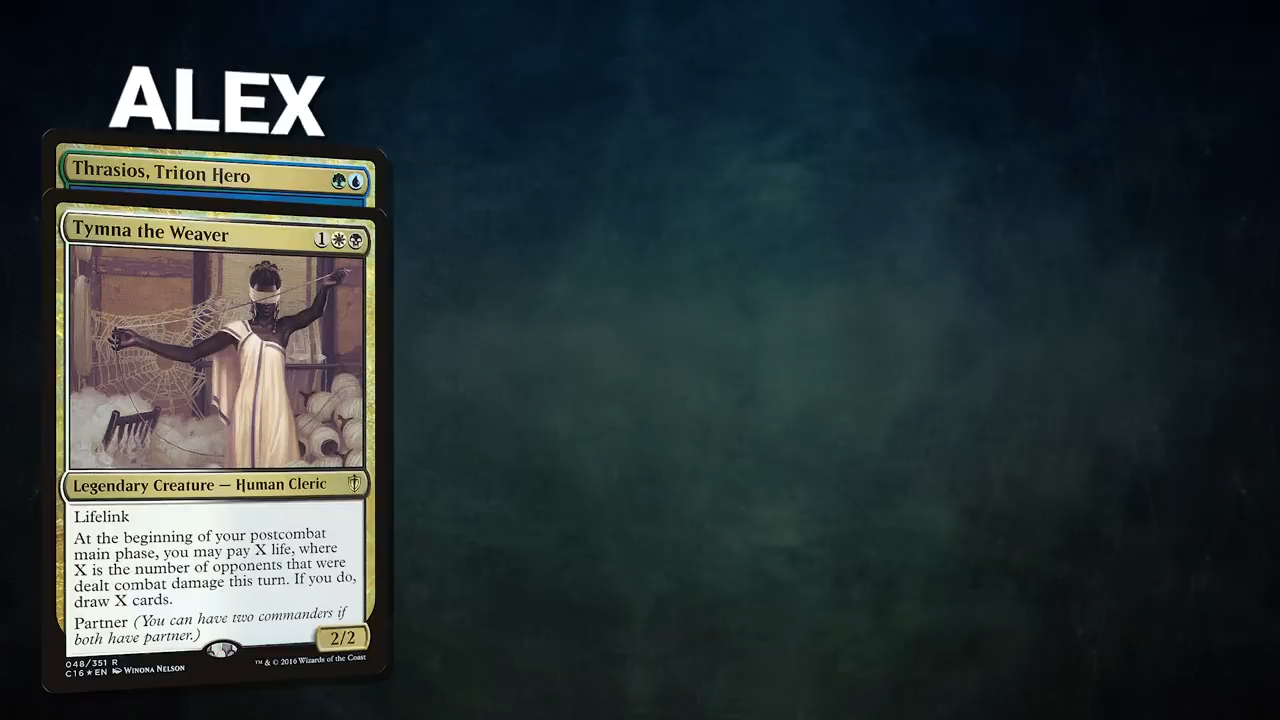 ALEX
Thrasios, Triton Hero
Tymna the Weaver 1
Legendary Creature — Human Cleric
Lifelink
At the beginning of your postcombat
main phase, you may pay X life, where
X is the number of opponents that were
dealt combat damage this turn. If you do,
draw X cards.
Partner (You can have two commanders if
both have partner.)
2/2
048/351 R
C16 ★ EN Winona Nelson
™ & © 2016 Wizards of the Coast